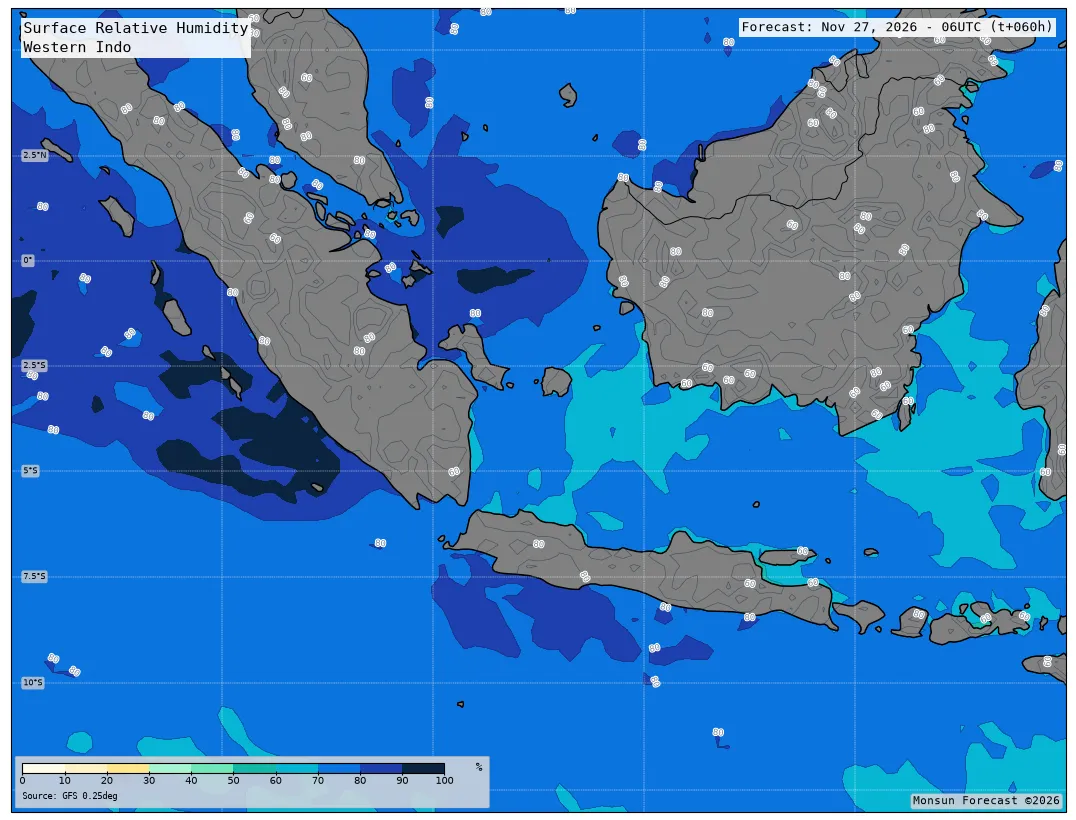 Surface Relative Humidity
Western Indo
Forecast: Nov 27, 2026 - 06UTC (t+060h)
2.5°N
0°
2.5°S
5°S
7.5°S
10°S
%
0 10 20 30 40 50 60 70 80 90 100
Source: GFS 0.25deg
Monsun Forecast ©2026